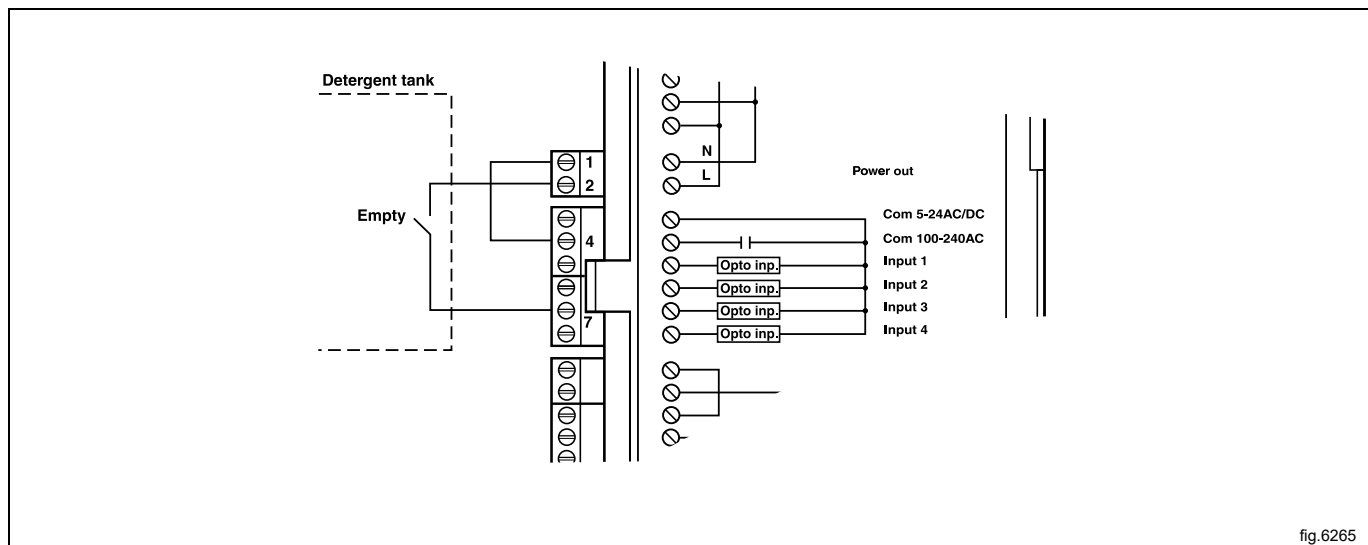 Detergent tank
Empty
1
2
4
7
N
L
Power out
Com 5-24AC/DC
Com 100-240AC
Opto inp. Input 1
Opto inp. Input 2
Opto inp. Input 3
Opto inp. Input 4
fig.6265